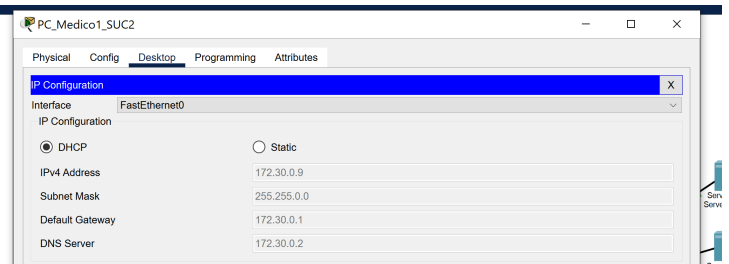 PC_Medico1_SUC2
Physical Config Desktop Programming Attributes
IP Configuration X
Interface FastEthernet0
IP Configuration
DHCP Static
IPv4 Address 172.30.0.9
Subnet Mask 255.255.0.0
Default Gateway 172.30.0.1
DNS Server 172.30.0.2
Serv
Serve